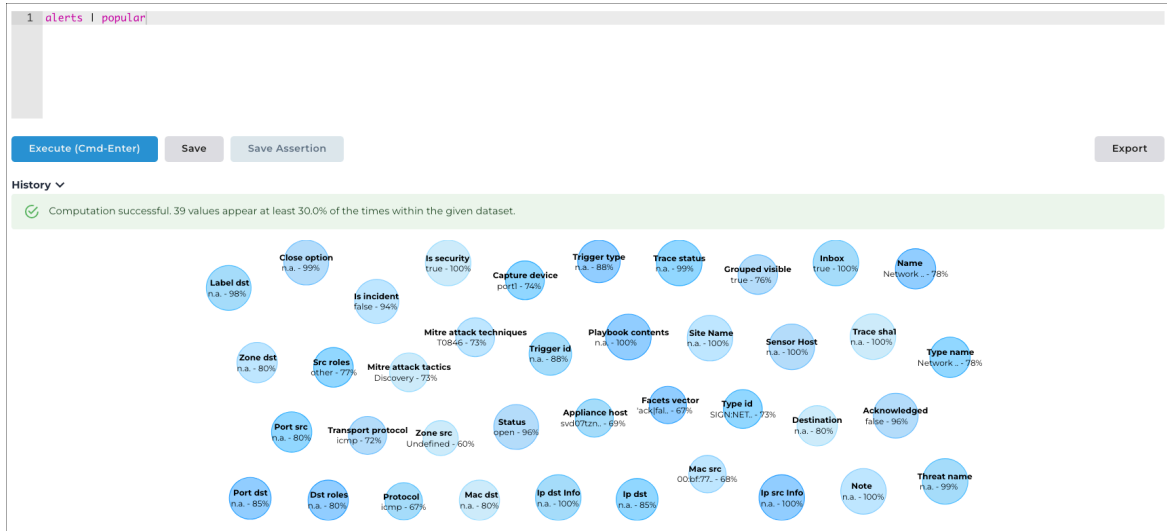 1 alerts | popular
Execute (Cmd-Enter) Save Save Assertion Export
History
Computation successful. 39 values appear at least 30.0% of the times within the given dataset.
Label dst
n.a. - 98%
Close option
n.a. - 99%
Is incident
false - 94%
Is security
true - 100%
Capture device
port1 - 74%
Trigger type
n.a. - 88%
Trace status
n.a. - 99%
Grouped visible
true - 76%
Inbox
true - 100%
Name
Network .. - 78%
Zone dst
n.a. - 80%
Src roles
other - 77%
Mitre attack tactics
Discovery - 73%
Mitre attack techniques
T0846 - 73%
Trigger id
n.a. - 88%
Playbook contents
n.a. - 100%
Site Name
n.a. - 100%
Sensor Host
n.a. - 100%
Trace sha1
n.a. - 100%
Type name
Network .. - 78%
Port src
n.a. - 80%
Transport protocol
icmp - 72%
Zone src
Undefined - 60%
Status
open - 96%
Appliance host
svd07tzn.. - 69%
Facets vector
'ack|fal.. - 67%
Type id
SIGN:NET.. - 73%
Destination
n.a. - 80%
Acknowledged
false - 96%
Port dst
n.a. - 85%
Dst roles
n.a. - 80%
Protocol
icmp - 67%
Mac dst
n.a. - 80%
Ip dst Info
n.a. - 100%
Ip dst
n.a. - 85%
Mac src
00:bf:77.. - 68%
Ip src Info
n.a. - 100%
Note
n.a. - 100%
Threat name
n.a. - 99%